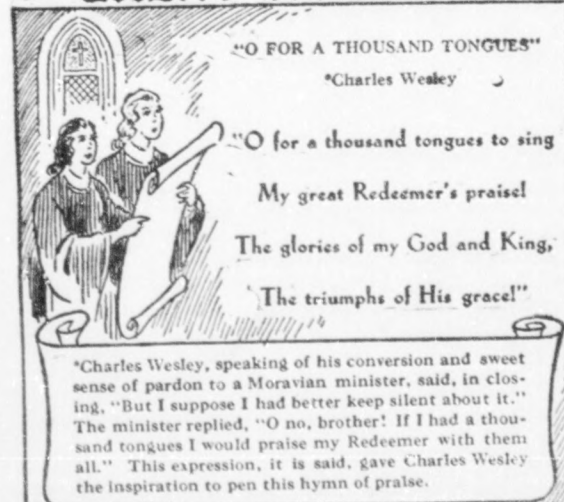 "O FOR A THOUSAND TONGUES"
*Charles Wesley
"O for a thousand tongues to sing
My great Redeemer's praise!
The glories of my God and King,
The triumphs of His grace!"
*Charles Wesley, speaking of his conversion and sweet
sense of pardon to a Moravian minister, said, in clos-
ing, "But I suppose I had better keep silent about it."
The minister replied, "O no, brother! If I had a thou-
sand tongues I would praise my Redeemer with them
all." This expression, it is said, gave Charles Wesley
the inspiration to pen this hymn of praise.